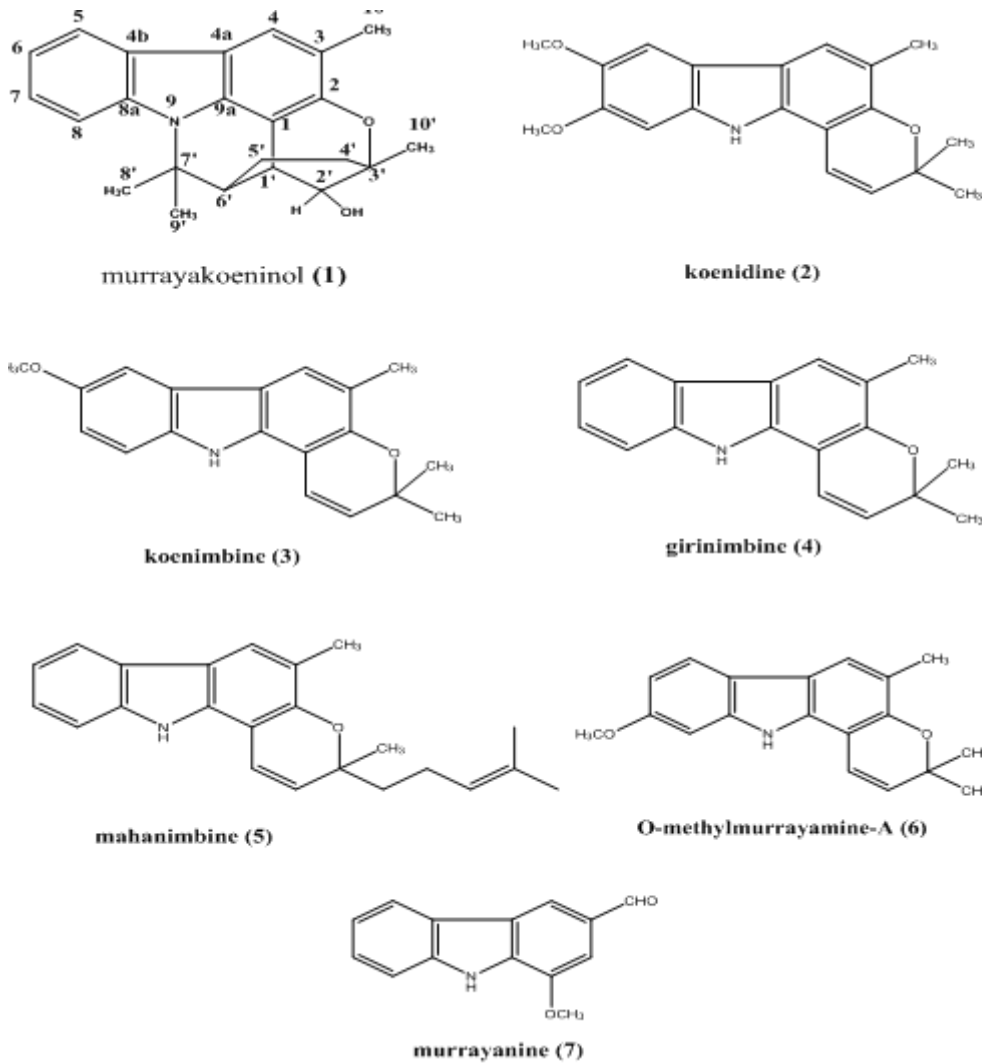 5 4b 4a 4 3 CH₃
6 2
7 8a 9 9a 1 O
8 N 10'
7' 5' 4' CH₃
8' 1' 2' 3'
H₃C 6' H OH
CH₃
9'
murrayakoeninol (1)
H₃CO CH₃
OCH₃ N H O
CH₃
CH₃
koenidine (2)
CH₃
N H O
CH₃
CH₃
koenimbine (3)
CH₃
N H O
CH₃
CH₃
girinimbine (4)
CH₃
N H O
CH₃
mahanimbine (5)
CH₃
H₃CO N H O
O-methylmurrayamine-A (6)
CHO
N H
OCH₃
murrayanine (7)